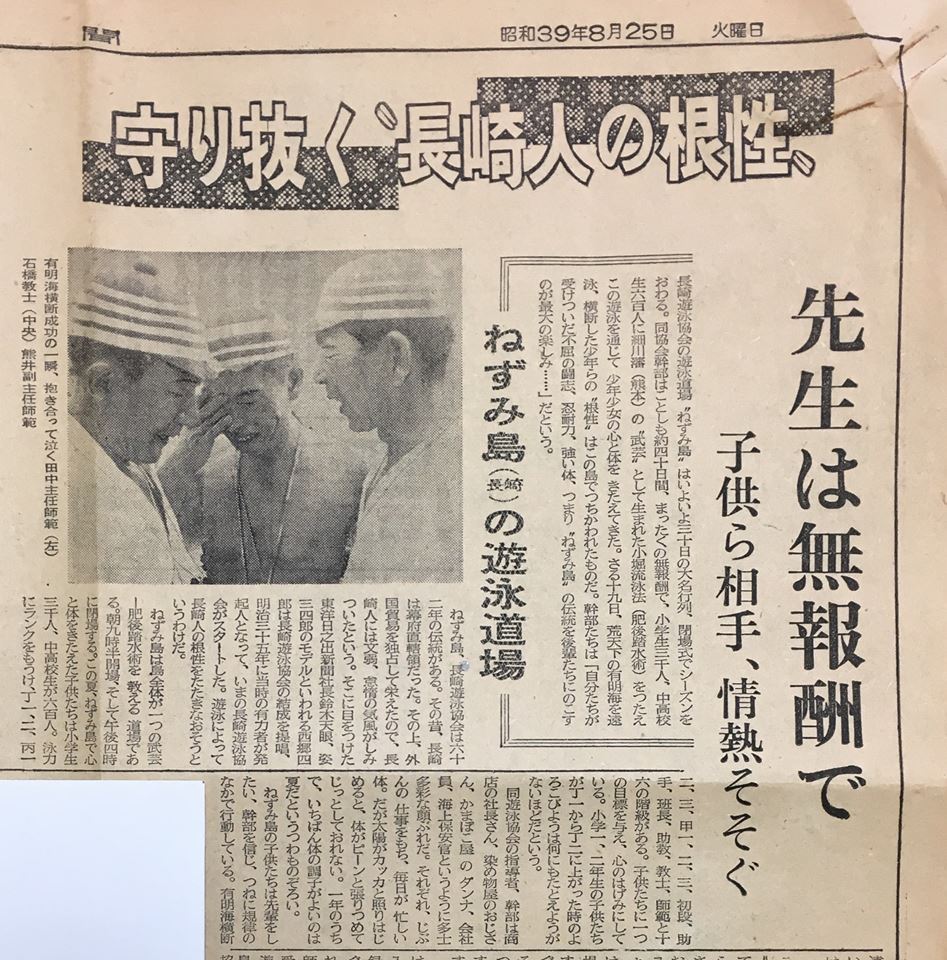 聞
昭和39年8月25日 火曜日
守り抜く〝長崎人の根性〟
先生は無報酬で
子供ら相手、情熱そそぐ
長崎遊泳協会の遊泳道場〝ねずみ島〟はいよいよ三十日の大名行列、閉場式でシーズンを
おわる。同協会幹部はことしも約四十日間、まったくの無報酬で、小学生三千人、中高校
生六百人に細川藩（熊本）の〝武芸〟として生まれた小堀流泳法（肥後踏水術）をつたえ
この遊泳を通じて 少年少女の心と体を きたえてきた。さる十九日、荒天下の有明海を遠
泳、横断した少年らの〝根性〟はこの島でつちかわれたものだ。幹部たちは「自分たちが
受けついだ不屈の闘志、忍耐力、強い体、つまり〝ねずみ島〟の伝統を後輩たちにのこす
のが最大の楽しみ……」だという。
ねずみ島（長崎）の遊泳道場
有明海横断成功の一瞬、抱き合って泣く田中主任師範（左）
石橋教士（中央）熊井副主任師範
ねずみ島、長崎遊泳協会は六十
二年の伝統がある。その昔、長崎
は幕府直轄領だった。その上、外
国貿易を独占して栄えたので、長
崎人には文弱、怠惰の気風がしみ
ついたという。そこに目をつけた
東洋日之出新聞社長鈴木天眼、姿
三四郎のモデルといわれる西郷四
郎は長崎遊泳協会の結成を提唱、
明治三十五年に当時の有力者が発
起人となって、いまの長崎遊泳協
会がスタートした。遊泳によって
長崎人の根性をたたきなおそうと
いうわけだ。
ねずみ島は島全体が一つの武芸
―肥後踏水術を 教える 道場であ
る。朝九時半開場、そして午後四時
に閉場する。この夏、ねずみ島で心
と体をきたえた子供たちは小学生
三千人、中高校生が六百人。泳力
にランクをもうけ丁一、二、丙一
二、三、甲一、二、三、初段、助
手、班長、助教、教士、師範と十
六の階級がある。子供たちに一つ
の目標を与え、心のはげみにして
いる。小学一、二年生の子供たち
が丁一から丁二に上がった時のよ
ろこびようは何にもたとえようが
ないほどだという。
同遊泳協会の指導者、幹部は商
店の社長さん、染め物屋のおじさ
ん、かまぼこ屋の ダンナ、会社
員、海上保安官というように多士
多彩な顔ぶれだ。それぞれ、じぶ
んの 仕事をもち、毎日が 忙しい
体。だが太陽がカッカと照りはじ
めると、体がピーンと張りつめて
じっとしておれない。一年のうち
で、いちばん体の調子がよいのは
夏だというつわものぞろい。
ねずみ島の子供たちは先輩をし
たい、幹部を信じ、つねに規律の
なかで行動している。有明海横断